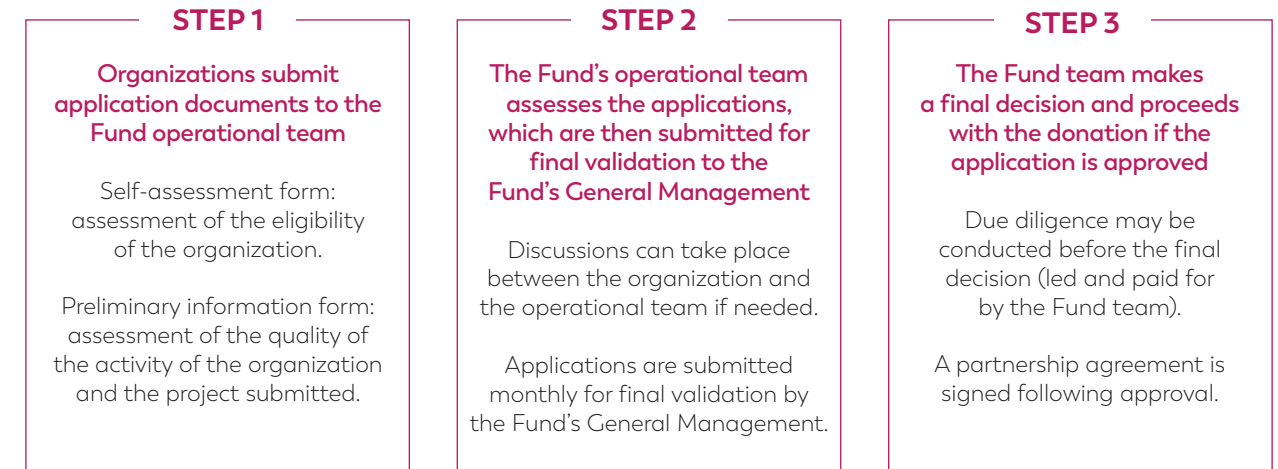 STEP 1
Organizations submit
application documents to the
Fund operational team
Self-assessment form:
assessment of the eligibility
of the organization.
Preliminary information form:
assessment of the quality of
the activity of the organization
and the project submitted.
STEP 2
The Fund's operational team
assesses the applications,
which are then submitted for
final validation to the
Fund's General Management
Discussions can take place
between the organization and
the operational team if needed.
Applications are submitted
monthly for final validation by
the Fund's General Management.
STEP 3
The Fund team makes
a final decision and proceeds
with the donation if the
application is approved
Due diligence may be
conducted before the final
decision (led and paid for
by the Fund team).
A partnership agreement is
signed following approval.